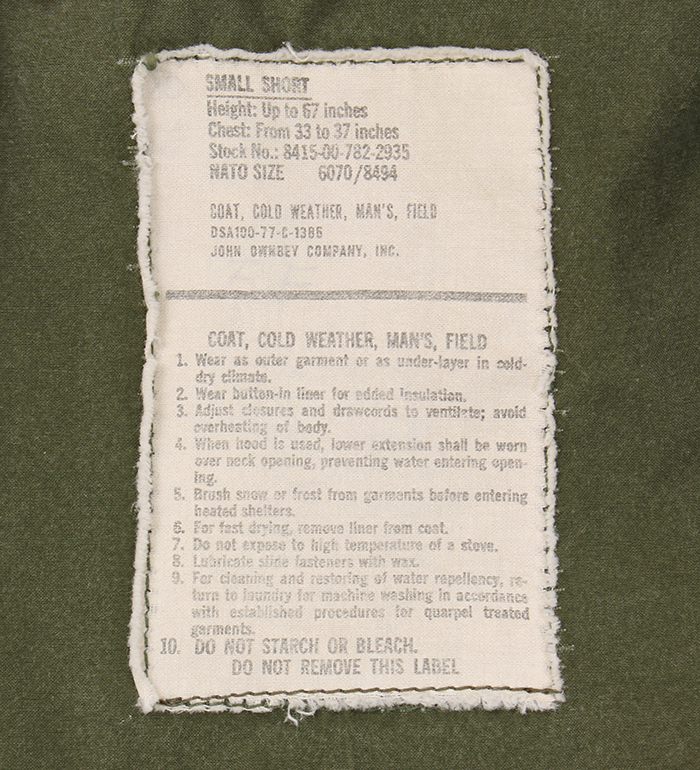 SMALL SHORT
Height: Up to 67 inches
Chest: From 33 to 37 inches
Stock No.: 8415-00-782-2935
NATO SIZE 6070/8494
COAT, COLD WEATHER, MAN'S, FIELD
DSA100-77-C-1386
JOHN OWNBEY COMPANY, INC.
COAT, COLD WEATHER, MAN'S, FIELD
1. Wear as outer garment or as under-layer in cold-
dry climate.
2. Wear button-in liner for added insulation.
3. Adjust closures and drawcords to ventilate; avoid
overheating of body.
4. When hood is used, lower extension shall be worn
over neck opening, preventing water entering open-
ing.
5. Brush snow or frost from garments before entering
heated shelters.
6. For fast drying, remove liner from coat.
7. Do not expose to high temperature of a stove.
8. Lubricate slide fasteners with wax.
9. For cleaning and restoring of water repellency, re-
turn to laundry for machine washing in accordance
with established procedures for quarpel treated
garments.
10. DO NOT STARCH OR BLEACH.
DO NOT REMOVE THIS LABEL